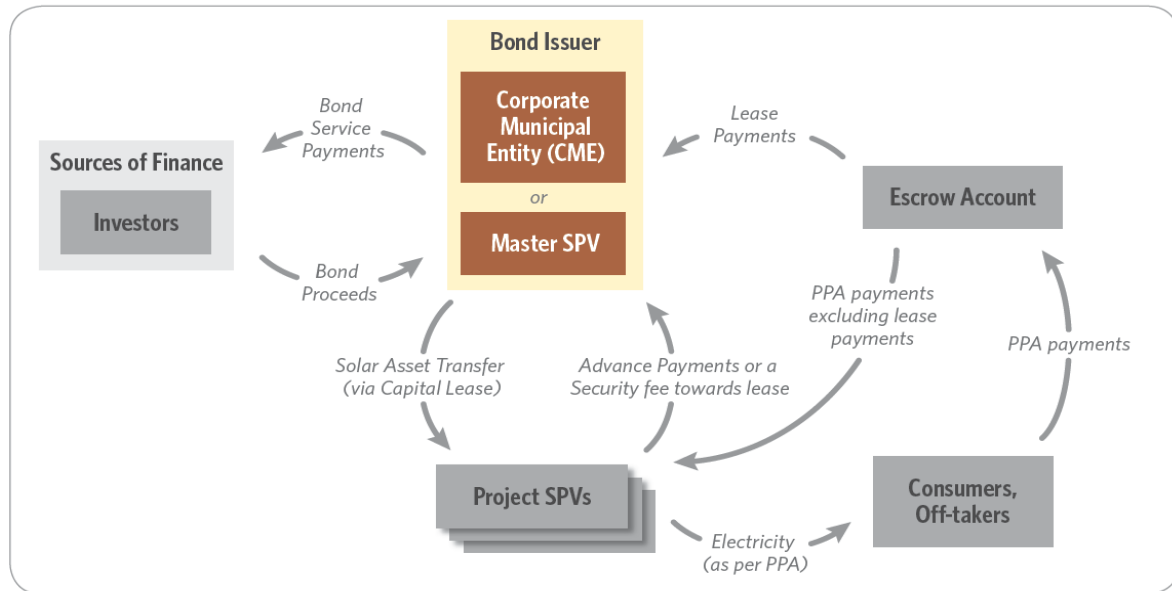 Bond Issuer
Corporate
Municipal
Entity (CME)
or
Master SPV
Bond
Service
Payments
Sources of Finance
Investors
Bond
Proceeds
Lease
Payments
Escrow Account
PPA payments
excluding lease
payments
PPA payments
Solar Asset Transfer
(via Capital Lease)
Advance Payments or a
Security fee towards lease
Project SPVs
Consumers,
Off-takers
Electricity
(as per PPA)